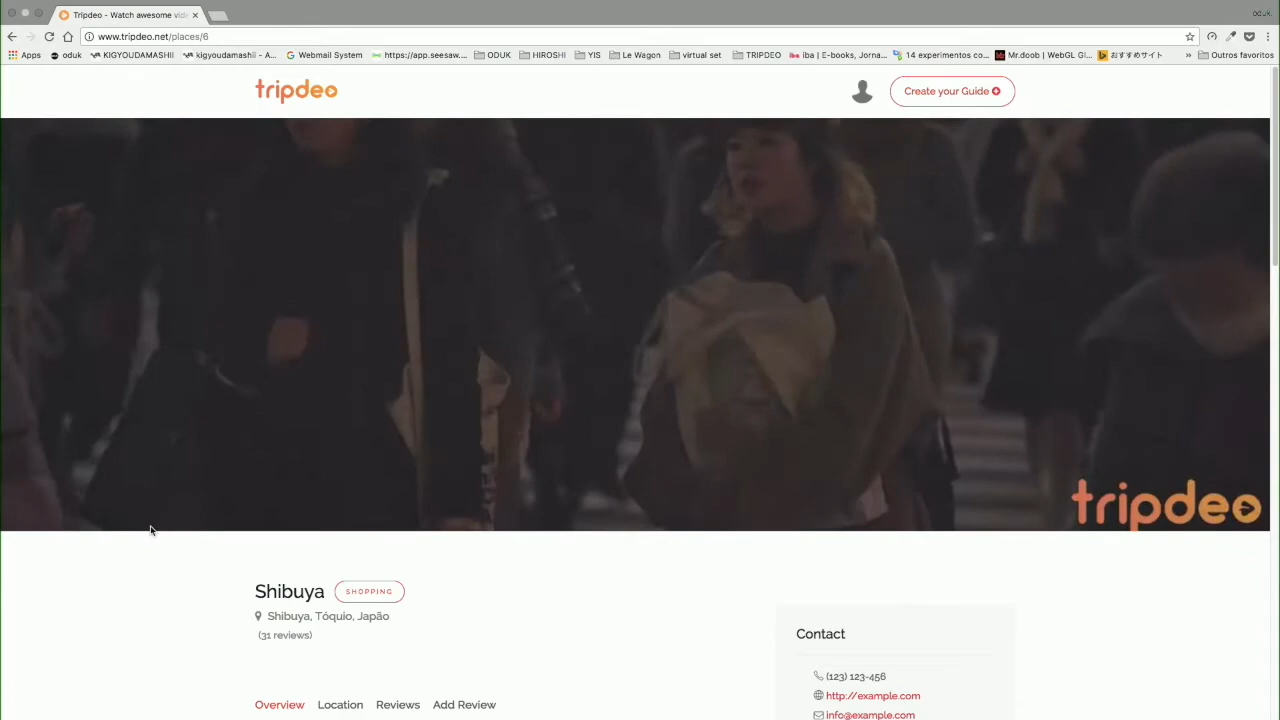 Tripdeo - Watch awesome vide
oduk
www.tripdeo.net/places/6
Apps oduk KIGYOUDAMASHII kigyoudamashii - A... Webmail System https://app.seesaw.... ODUK HIROSHI YIS Le Wagon virtual set TRIPDEO iba | E-books, Jorna... 14 experimentos co... Mr.doob | WebGL Gl... おすすめサイト » Outros favoritos
tripdeo
Create your Guide
tripdeo
Shibuya SHOPPING
Shibuya, Tóquio, Japão
(31 reviews)
Contact
(123) 123-456
http://example.com
info@example.com
Overview Location Reviews Add Review